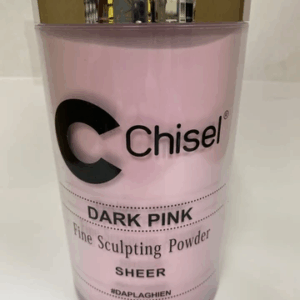 Chisel®
DARK PINK
Fine Sculpting Powder
SHEER
#DAPLAGHIEN